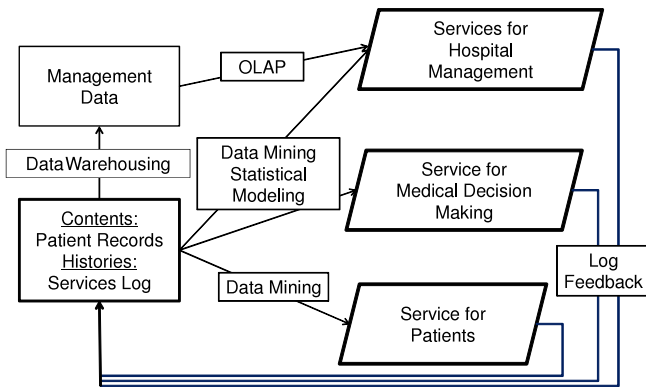 Management
Data
OLAP
Services for
Hospital
Management
DataWarehousing
Data Mining
Statistical
Modeling
Service for
Medical Decision
Making
Contents:
Patient Records
Histories:
Services Log
Data Mining
Service for
Patients
Log
Feedback